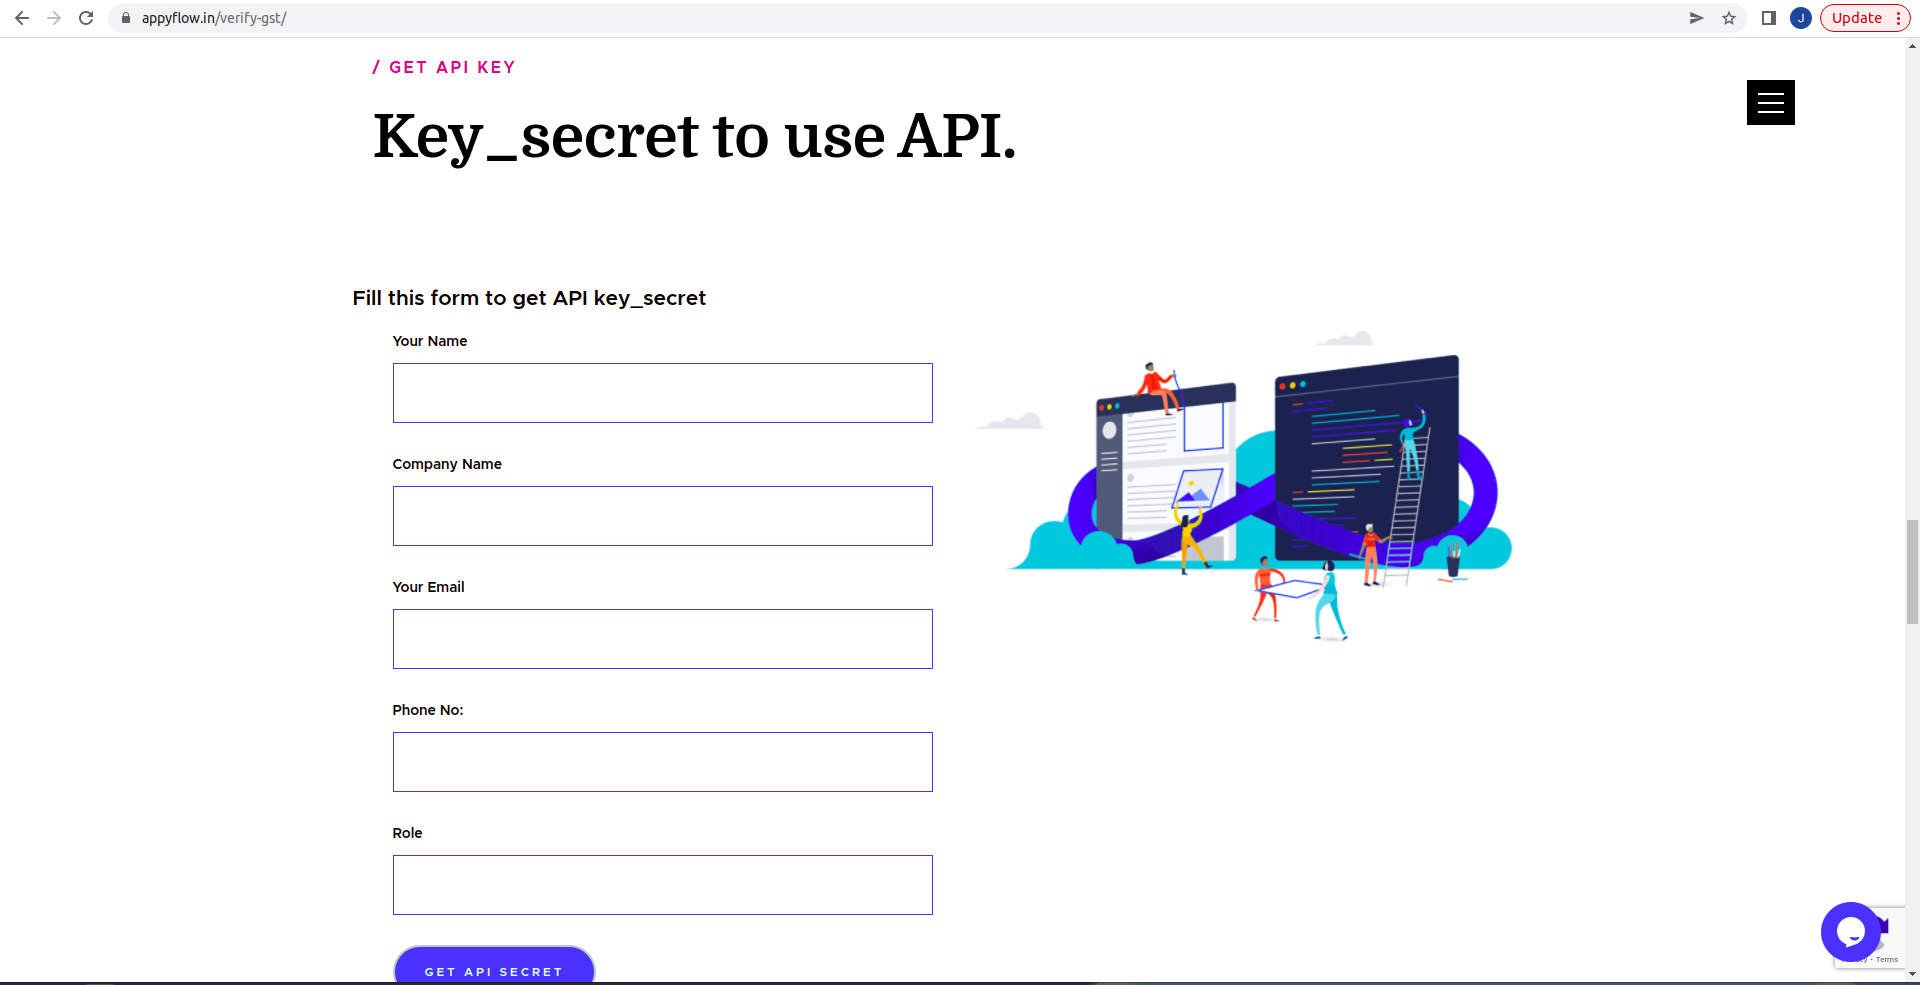 appyflow.in/verify-gst/
J
Update
/ GET API KEY
Key_secret to use API.
Fill this form to get API key_secret
Your Name
Company Name
Your Email
Phone No:
Role
GET API SECRET
- Terms